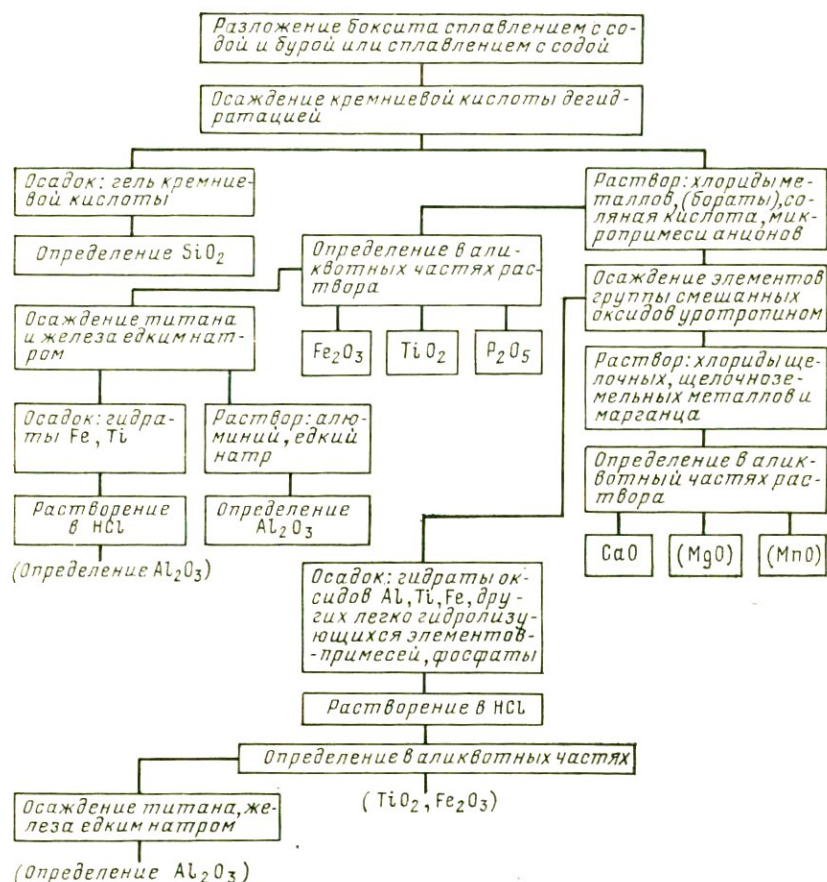 Разложение боксита сплавлением с со-
дой и бурой или сплавлением с содой
Осаждение кремниевой кислоты дегид-
ратацией
Осадок: гель кремние-
вой кислоты
Определение SiO₂
Раствор: хлориды ме-
таллов, (бораты), со-
ляная кислота, мик-
ропримеси анионов
Определение в али-
квотных частях рас-
твора
Fe₂O₃
TiO₂
P₂O₅
Осаждение титана
и железа едким нат-
ром
Осадок: гидра-
ты Fe, Ti
Раствор: алю-
миний, едкий
натр
Растворение
в HCl
Определение
Al₂O₃
(Определение Al₂O₃)
Осаждение элементов
группы смешанных
оксидов уротропином
Раствор: хлориды ще-
лочных, щелочнозе-
мельных металлов и
марганца
Определение в алик-
вотный частях рас-
твора
CaO
(MgO)
(MnO)
Осадок: гидраты ок-
сидов Al, Ti, Fe, дру-
гих легко гидролизу-
ющихся элементов-
-примесей, фосфаты
Растворение в HCl
Определение в аликвотных частях
(TiO₂, Fe₂O₃)
Осаждение титана, же-
леза едким натром
(Определение Al₂O₃)